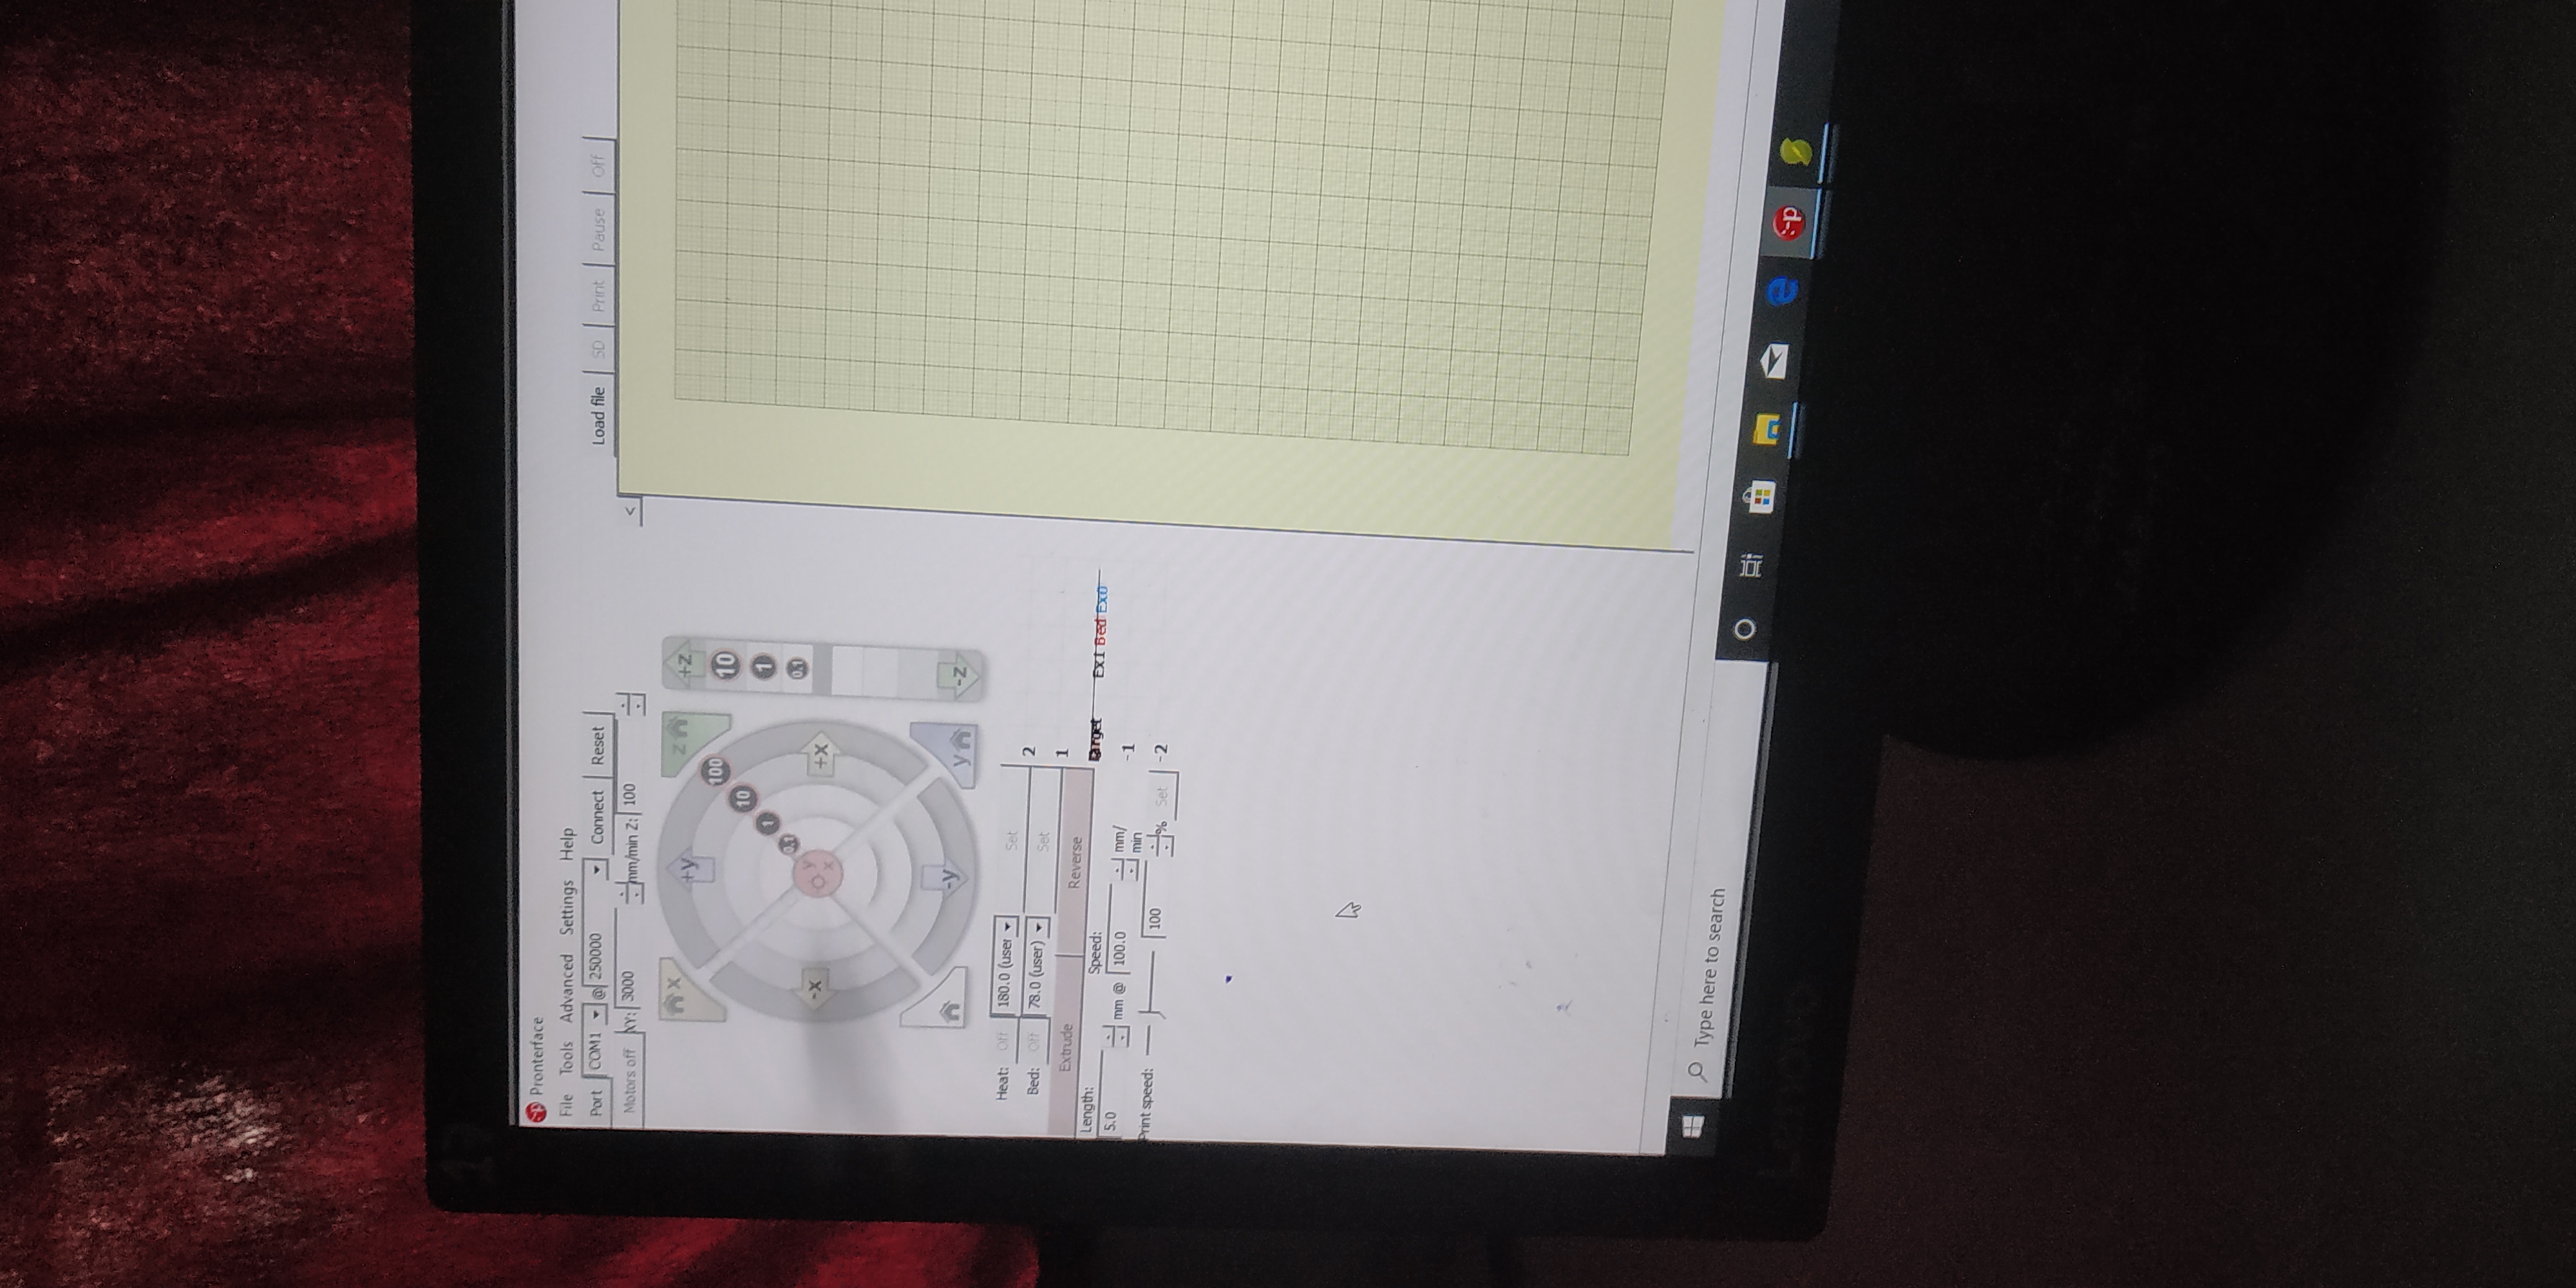 Pronterface
File Tools Advanced Settings Help
Port COM1 @ 250000 Connect Reset
Load file SD Print Pause Off
Motors off XY: 3000 mm/min Z: 100
<
x +y z +z
100
10 10
1 1
0.1 0.1
-x y x +x
-y y -z
Heat: Off 180.0 (user Set
2
Bed: Off 78.0 (user) Set
1
Extrude Reverse
Target Ex1 Bed Ex0
Length: Speed:
5.0 mm @ 100.0 mm/
min
-1
Print speed: 100 % Set
-2
Type here to search
:-p